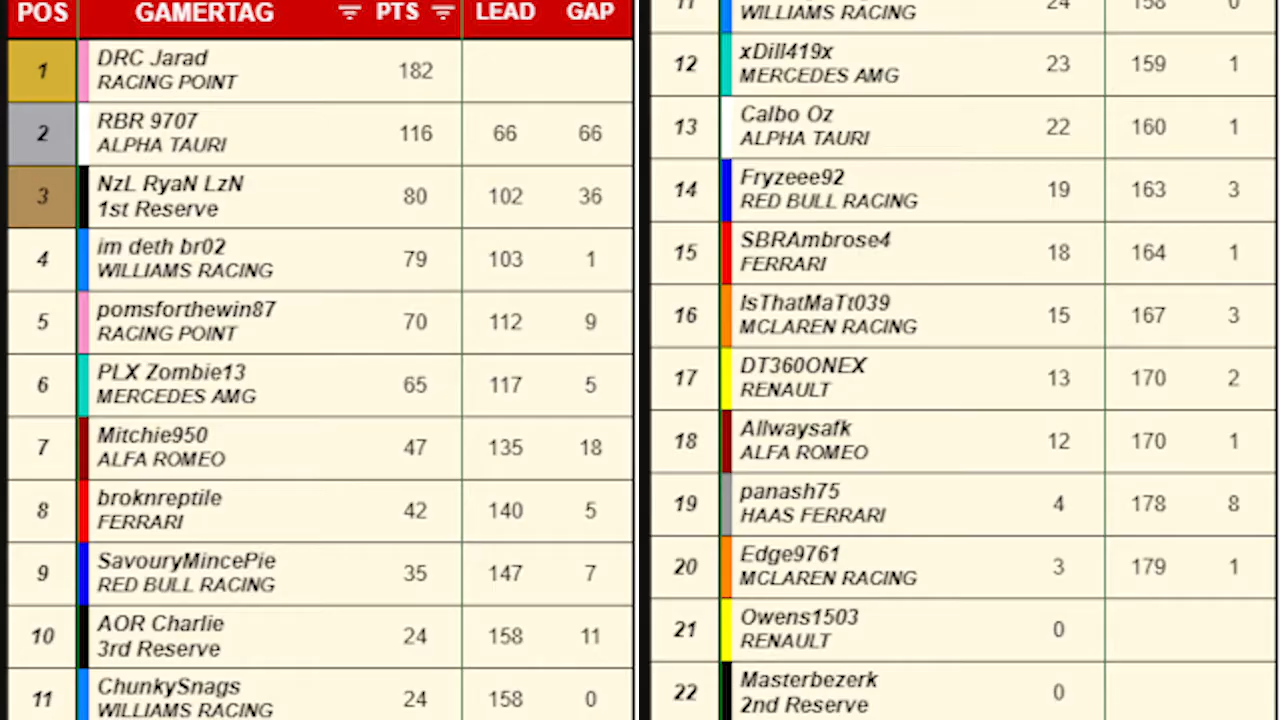 POS GAMERTAG PTS LEAD GAP
1 DRC Jarad 182
RACING POINT
2 RBR 9707 116 66 66
ALPHA TAURI
3 NzL RyaN LzN 80 102 36
1st Reserve
4 im deth br02 79 103 1
WILLIAMS RACING
5 pomsforthewin87 70 112 9
RACING POINT
6 PLX Zombie13 65 117 5
MERCEDES AMG
7 Mitchie950 47 135 18
ALFA ROMEO
8 broknreptile 42 140 5
FERRARI
9 SavouryMincePie 35 147 7
RED BULL RACING
10 AOR Charlie 24 158 11
3rd Reserve
11 ChunkySnags 24 158 0
WILLIAMS RACING
11 24 158 0
WILLIAMS RACING
12 xDill419x 23 159 1
MERCEDES AMG
13 Calbo Oz 22 160 1
ALPHA TAURI
14 Fryzeee92 19 163 3
RED BULL RACING
15 SBRAmbrose4 18 164 1
FERRARI
16 IsThatMaTt039 15 167 3
MCLAREN RACING
17 DT360ONEX 13 170 2
RENAULT
18 Allwaysafk 12 170 1
ALFA ROMEO
19 panash75 4 178 8
HAAS FERRARI
20 Edge9761 3 179 1
MCLAREN RACING
21 Owens1503 0
RENAULT
22 Masterbezerk 0
2nd Reserve